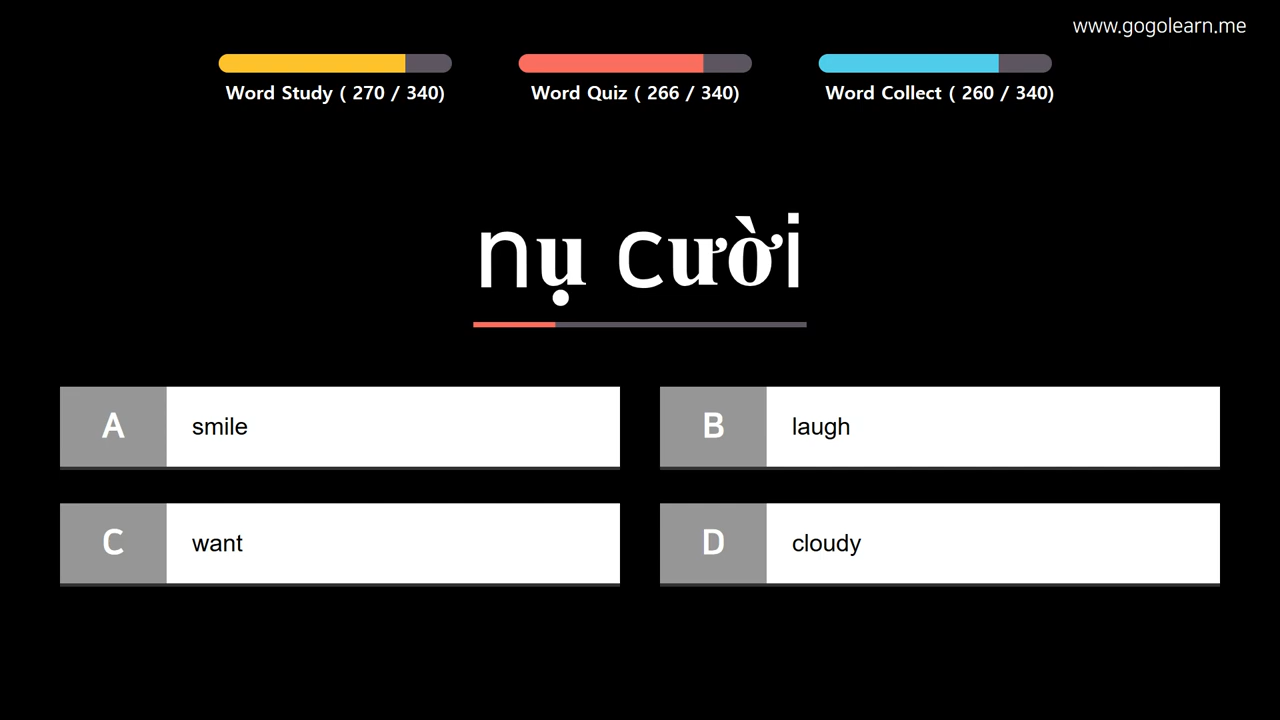 www.gogolearn.me
Word Study ( 270 / 340)
Word Quiz ( 266 / 340)
Word Collect ( 260 / 340)
nụ cười
A smile
B laugh
C want
D cloudy